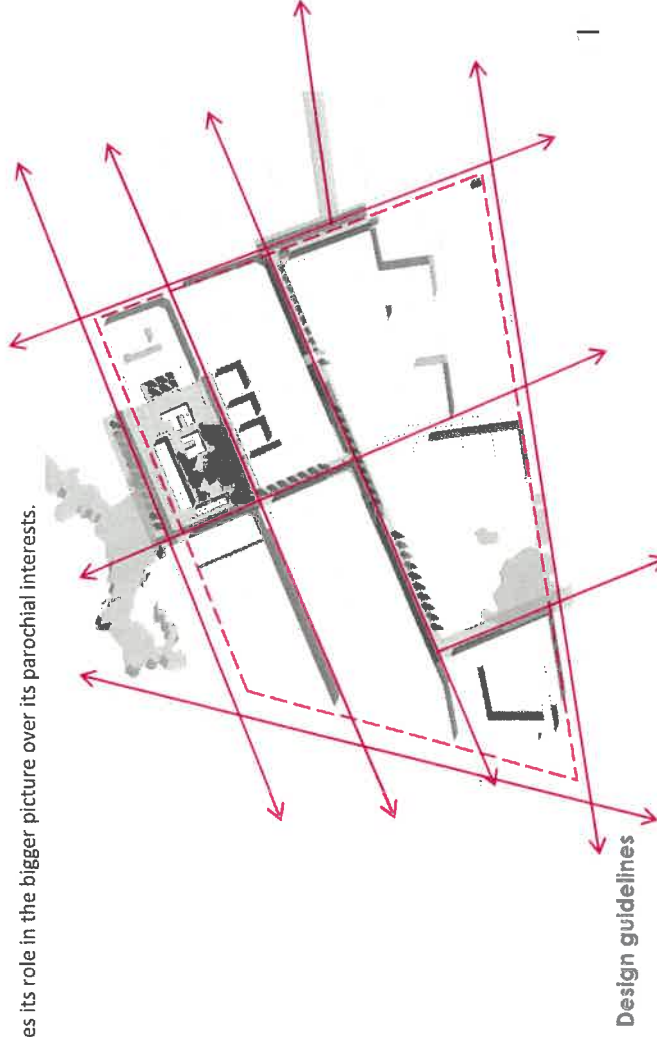 es its role in the bigger picture over its parochial interests.
Design guidelines